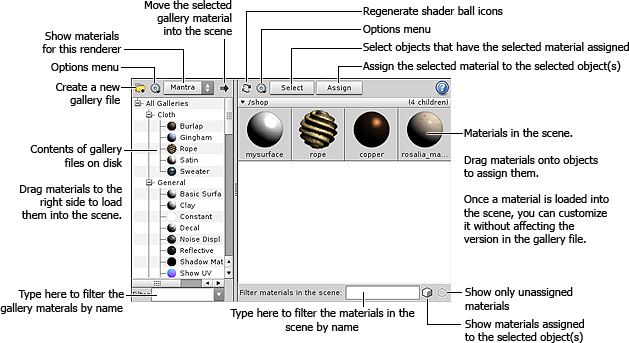 Move the selected
gallery material
into the scene
Regenerate shader ball icons
Show materials
for this renderer
Options menu
Select objects that have the selected material assigned
Options menu
Assign the selected material to the selected object(s)
Create a new
gallery file
Mantra
Select
Assign
?
All Galleries
Cloth
Burlap
Gingham
Rope
Satin
Sweater
General
Basic Surfa
Clay
Constant
Decal
Noise Displ
Reflective
Shadow Mat
Show UV
Filter
/shop
(4 children)
mysurface
rope
copper
rosalia_ma...
Contents of gallery
files on disk
Drag materials to the
right side to load
them into the scene.
Materials in the scene.
Drag materials onto objects
to assign them.
Once a material is loaded into
the scene, you can customize
it without affecting the
version in the gallery file.
Filter materials in the scene:
Type here to filter the
gallery materals by name
Type here to filter the materials in the
scene by name
Show only unassigned
materials
Show materials assigned
to the selected object(s)